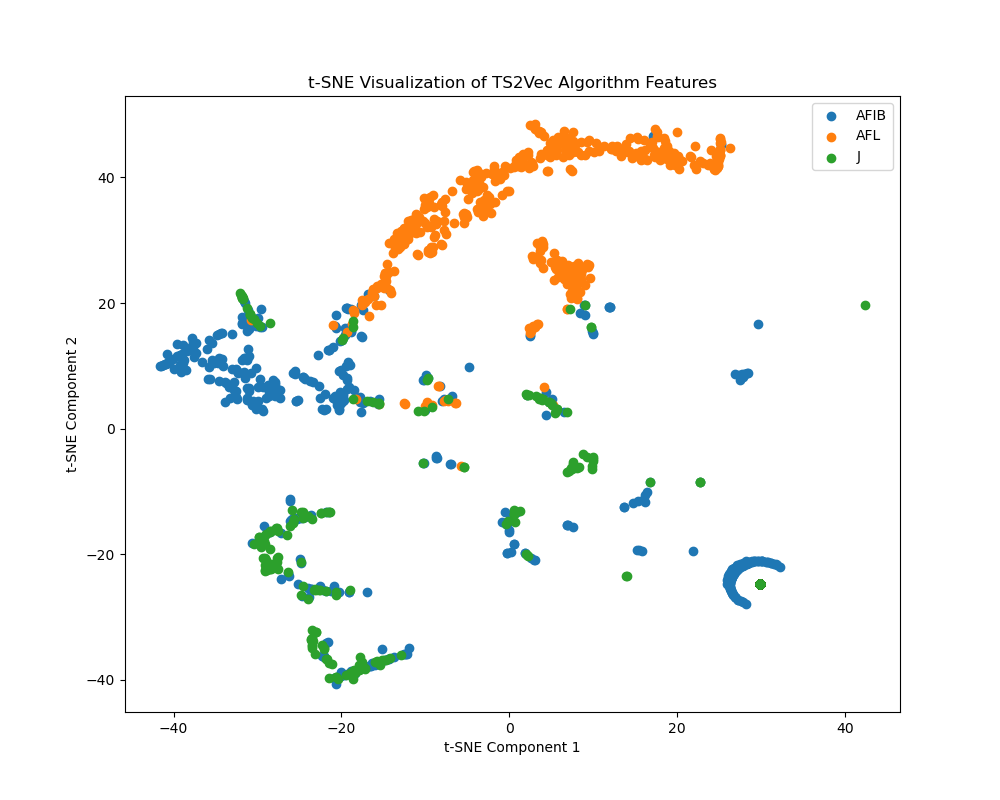 t-SNE Visualization of TS2Vec Algorithm Features
AFIB
AFL
J
40
20
0
−20
−40
t-SNE Component 2
−40
−20
0
20
40
t-SNE Component 1